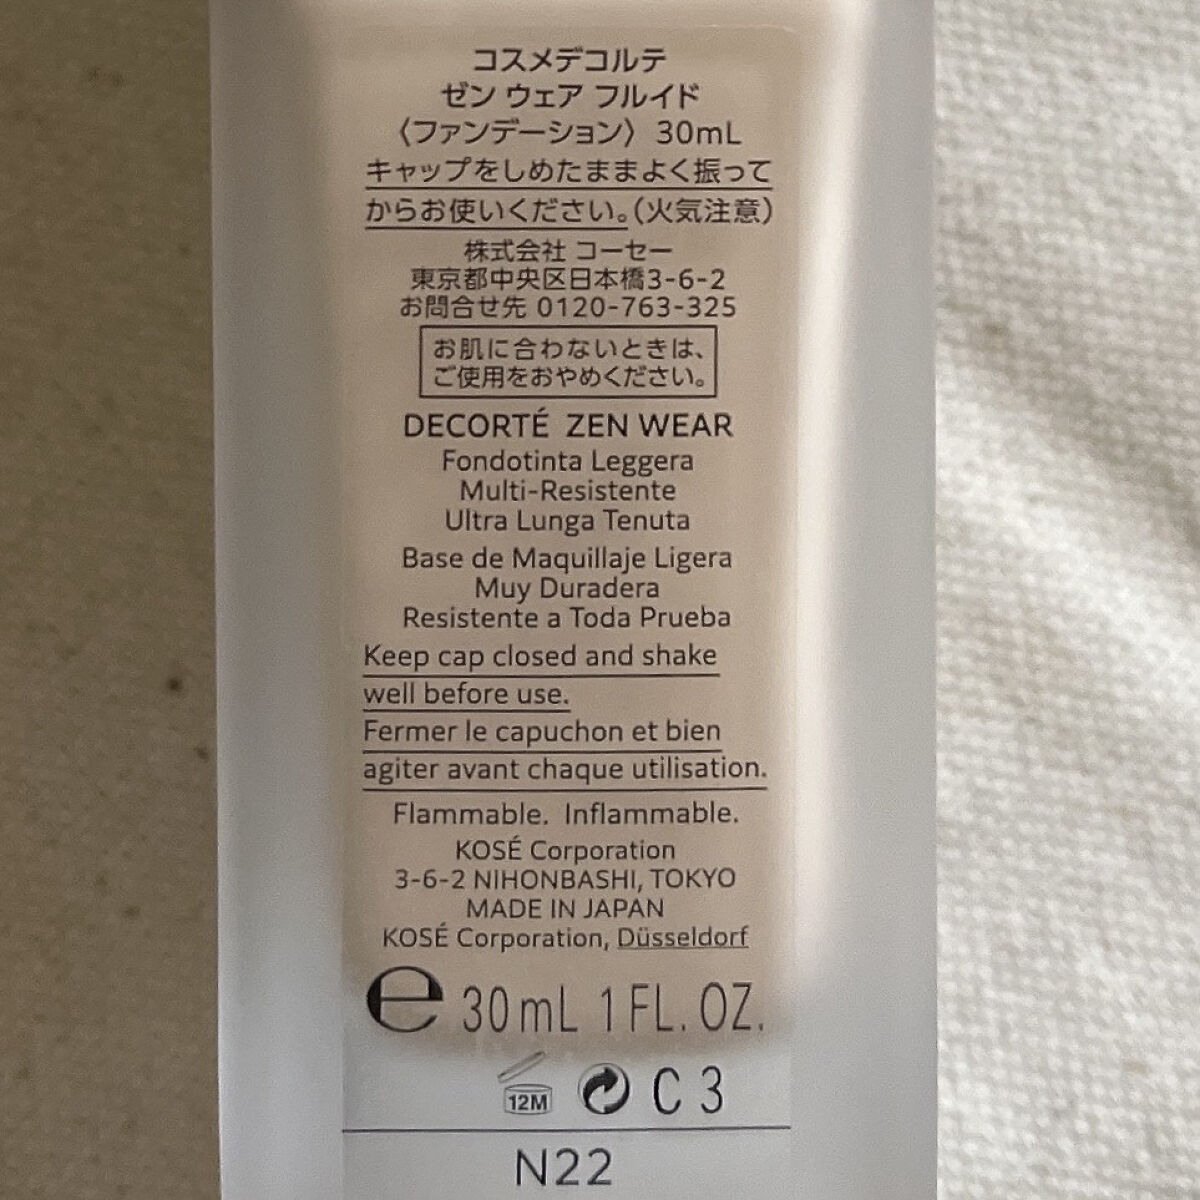 コスメデコルテ
ゼン ウェア フルイド
〈ファンデーション〉 30mL
キャップをしめたままよく振って
からお使いください。(火気注意)
株式会社 コーセー
東京都中央区日本橋3-6-2
お問合せ先 0120-763-325
お肌に合わないときは、
ご使用をおやめください。
DECORTÉ ZEN WEAR
Fondotinta Leggera
Multi-Resistente
Ultra Lunga Tenuta
Base de Maquillaje Ligera
Muy Duradera
Resistente a Toda Prueba
Keep cap closed and shake
well before use.
Fermer le capuchon et bien
agiter avant chaque utilisation.
Flammable. Inflammable.
KOSÉ Corporation
3-6-2 NIHONBASHI, TOKYO
MADE IN JAPAN
KOSÉ Corporation, Düsseldorf
℮ 30mL 1FL. OZ.
12M C 3
N22